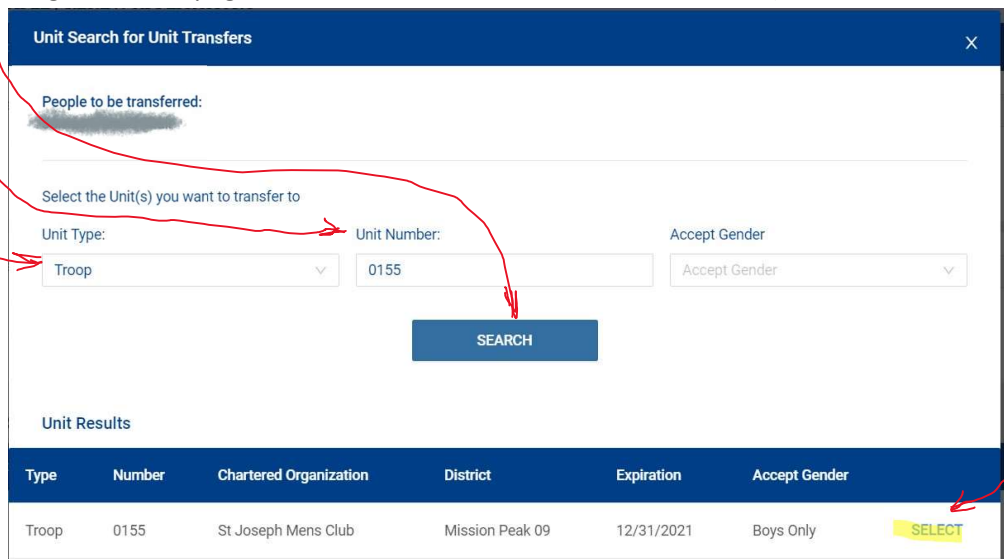 Unit Search for Unit Transfers X
People to be transferred:
Select the Unit(s) you want to transfer to
Unit Type: Unit Number: Accept Gender
Troop 0155 Accept Gender
SEARCH
Unit Results
Type Number Chartered Organization District Expiration Accept Gender
Troop 0155 St Joseph Mens Club Mission Peak 09 12/31/2021 Boys Only SELECT